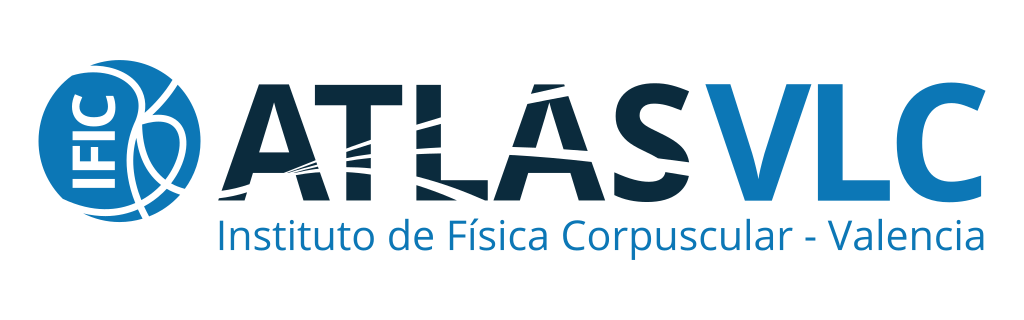 IFIC
ATLASVLC
Instituto de Física Corpuscular - Valencia